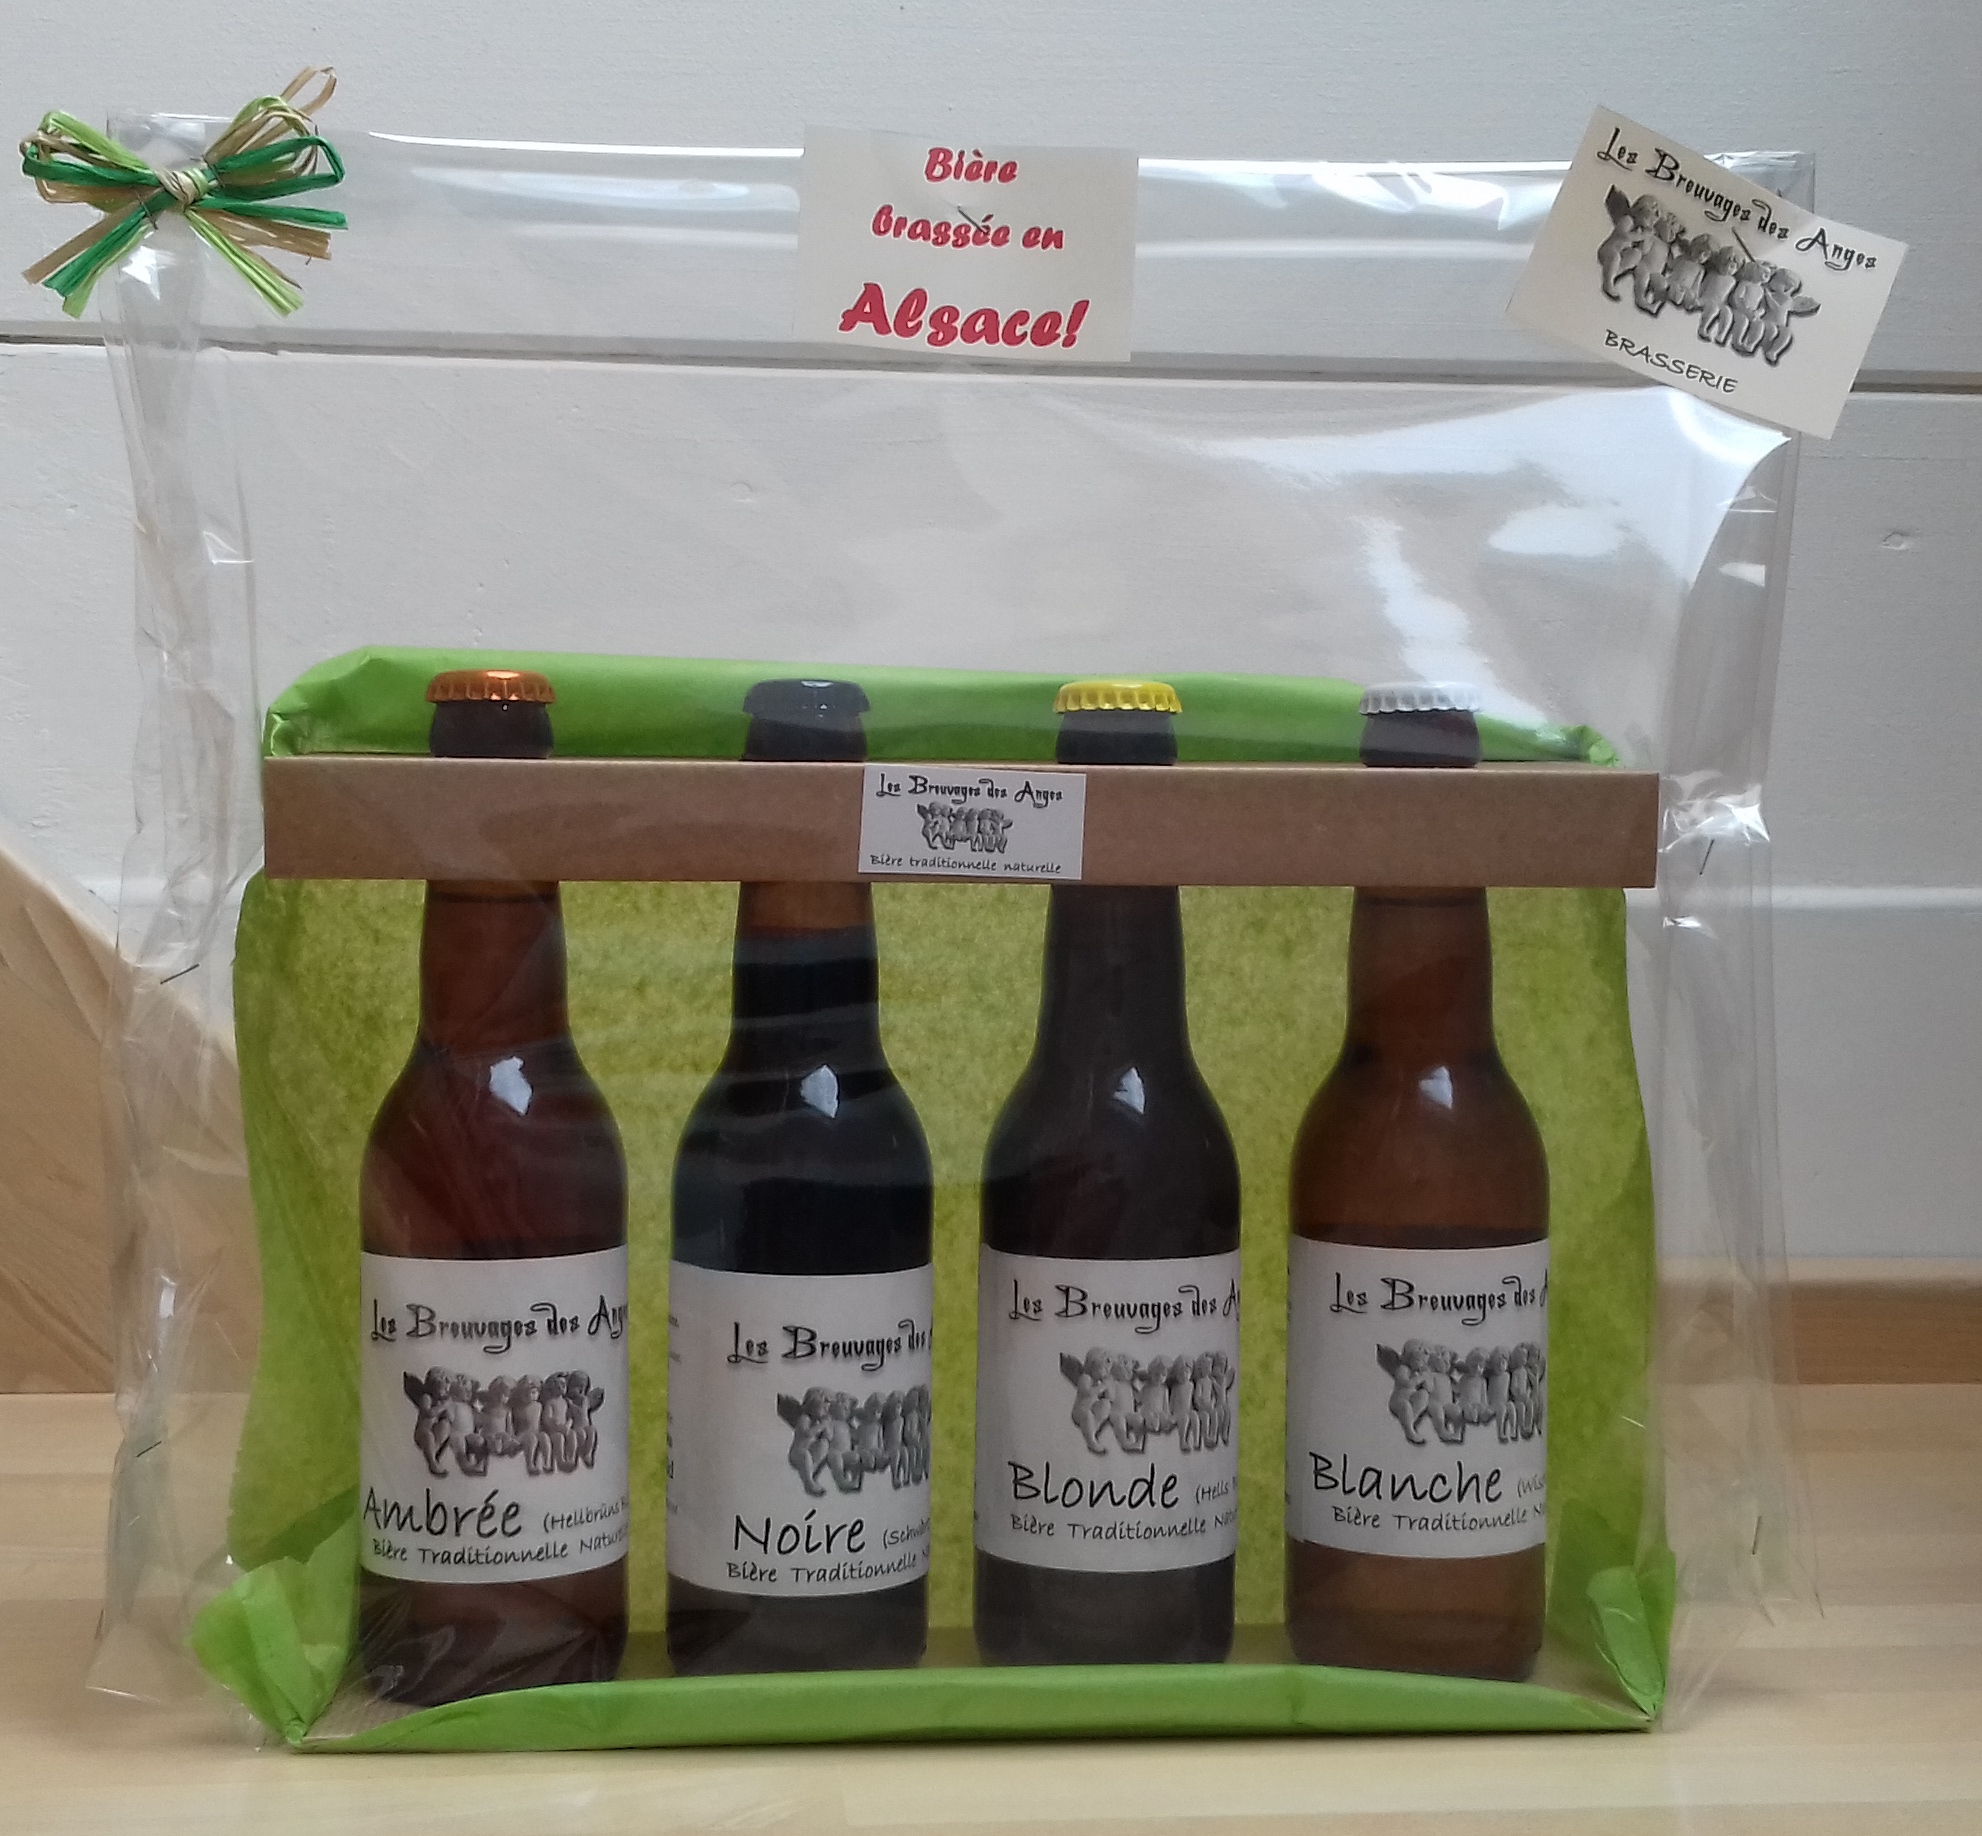 Bière
brassée en
Alsace!
Les Breuvages des Anges
BRASSERIE
Les Breuvages des Anges
Bière traditionnelle naturelle
Les Breuvages des
Ambrée (Hellbrüns
Bière Traditionnelle
Les Breuvages des
Noire
Bière Traditionnelle
Les Breuvages des
Blonde (Hells
Bière Traditionnelle
Les Breuvages des
Blanche
Bière Traditionnelle